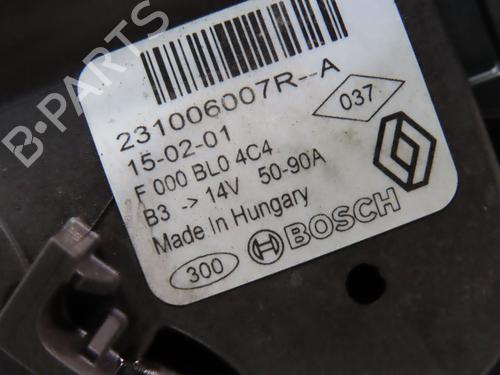 B-PARTS
231006007R--A
15-02-01
037
F 000 BL0 4C4
B3 -> 14V 50-90A
Made In Hungary
300
BOSCH